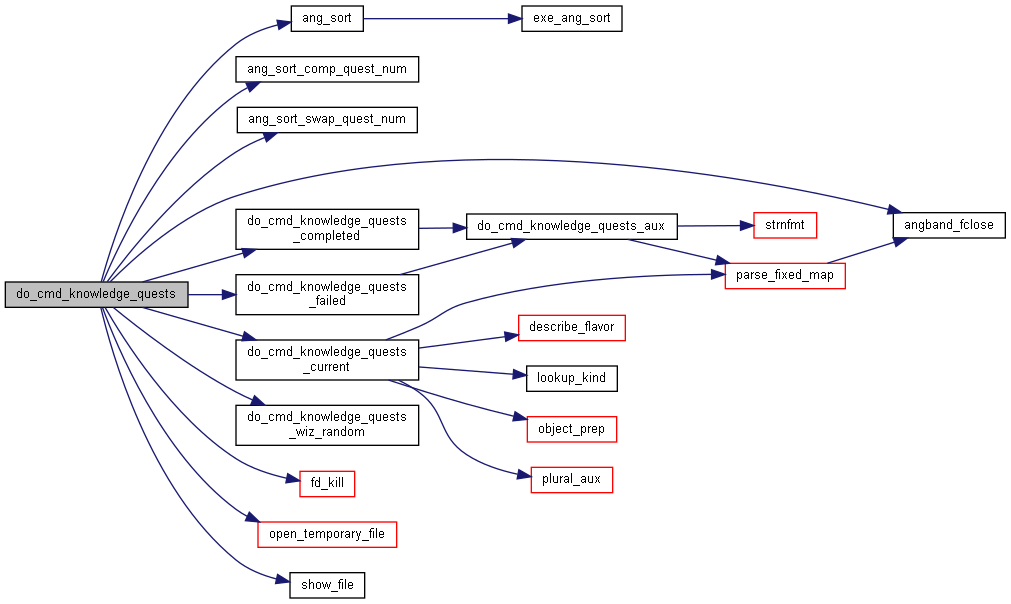 ang_sort
exe_ang_sort
ang_sort_comp_quest_num
ang_sort_swap_quest_num
do_cmd_knowledge_quests
_completed
do_cmd_knowledge_quests_aux
strnfmt
angband_fclose
parse_fixed_map
do_cmd_knowledge_quests
do_cmd_knowledge_quests
_failed
do_cmd_knowledge_quests
_current
describe_flavor
lookup_kind
object_prep
plural_aux
do_cmd_knowledge_quests
_wiz_random
fd_kill
open_temporary_file
show_file